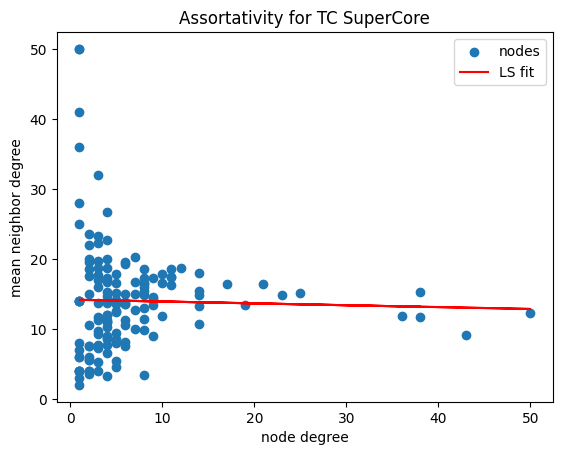 Assortativity for TC SuperCore
nodes
LS fit
mean neighbor degree
50
40
30
20
10
0
0 10 20 30 40 50
node degree